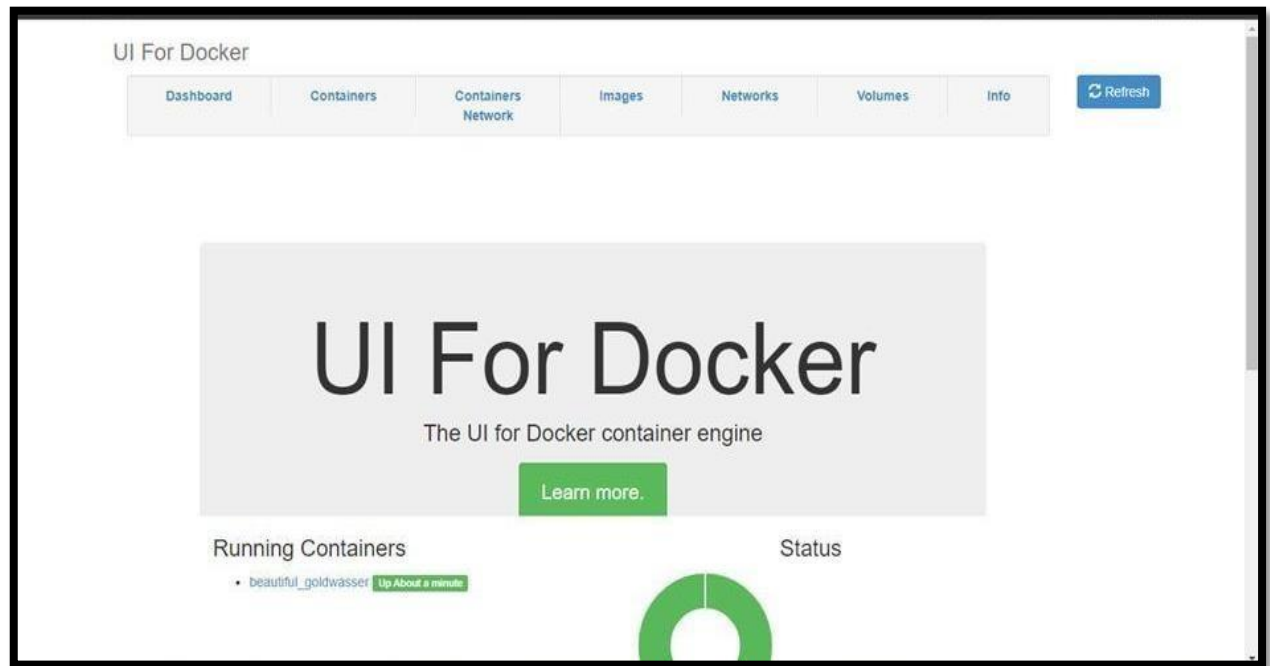 UI For Docker
Dashboard
Containers
Containers
Network
Images
Networks
Volumes
Info
Refresh
UI For Docker
The UI for Docker container engine
Learn more.
Running Containers
beautiful_goldwasser Up About a minute
Status